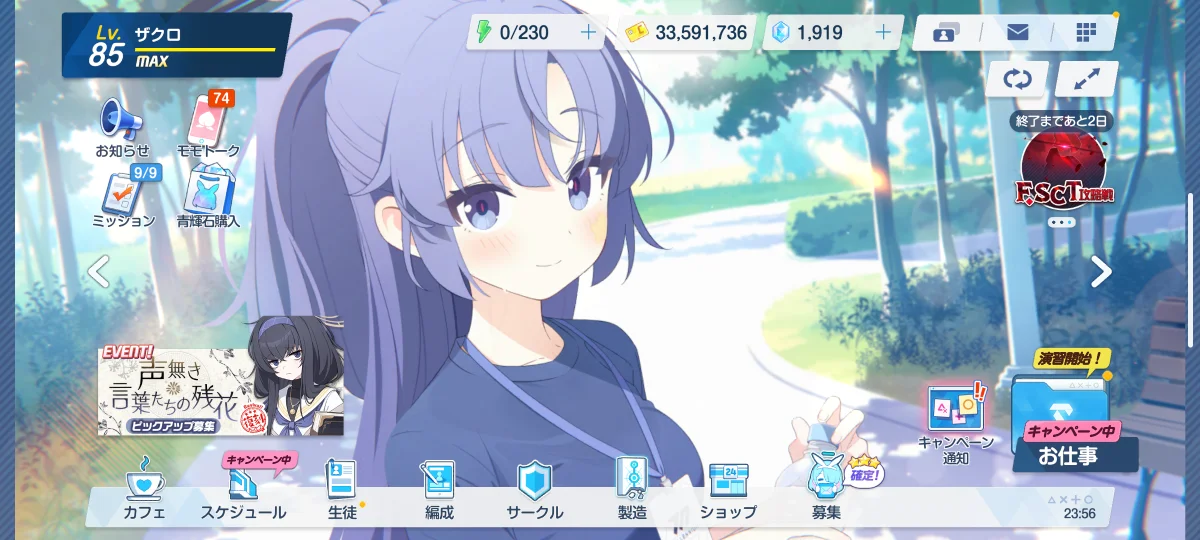 Lv. 85
ザクロ
MAX
0/230
33,591,736
1,919
お知らせ
74
モモトーク
9/9
ミッション
青輝石購入
終了まであと2日
F.SCT攻略戦
EVENT!
声無き
言葉たちの残花
復刻
ピックアップ募集
演習開始！
キャンペーン
通知
キャンペーン中
お仕事
カフェ
キャンペーン中
スケジュール
生徒
編成
サークル
製造
24
ショップ
確定!
募集
23:56